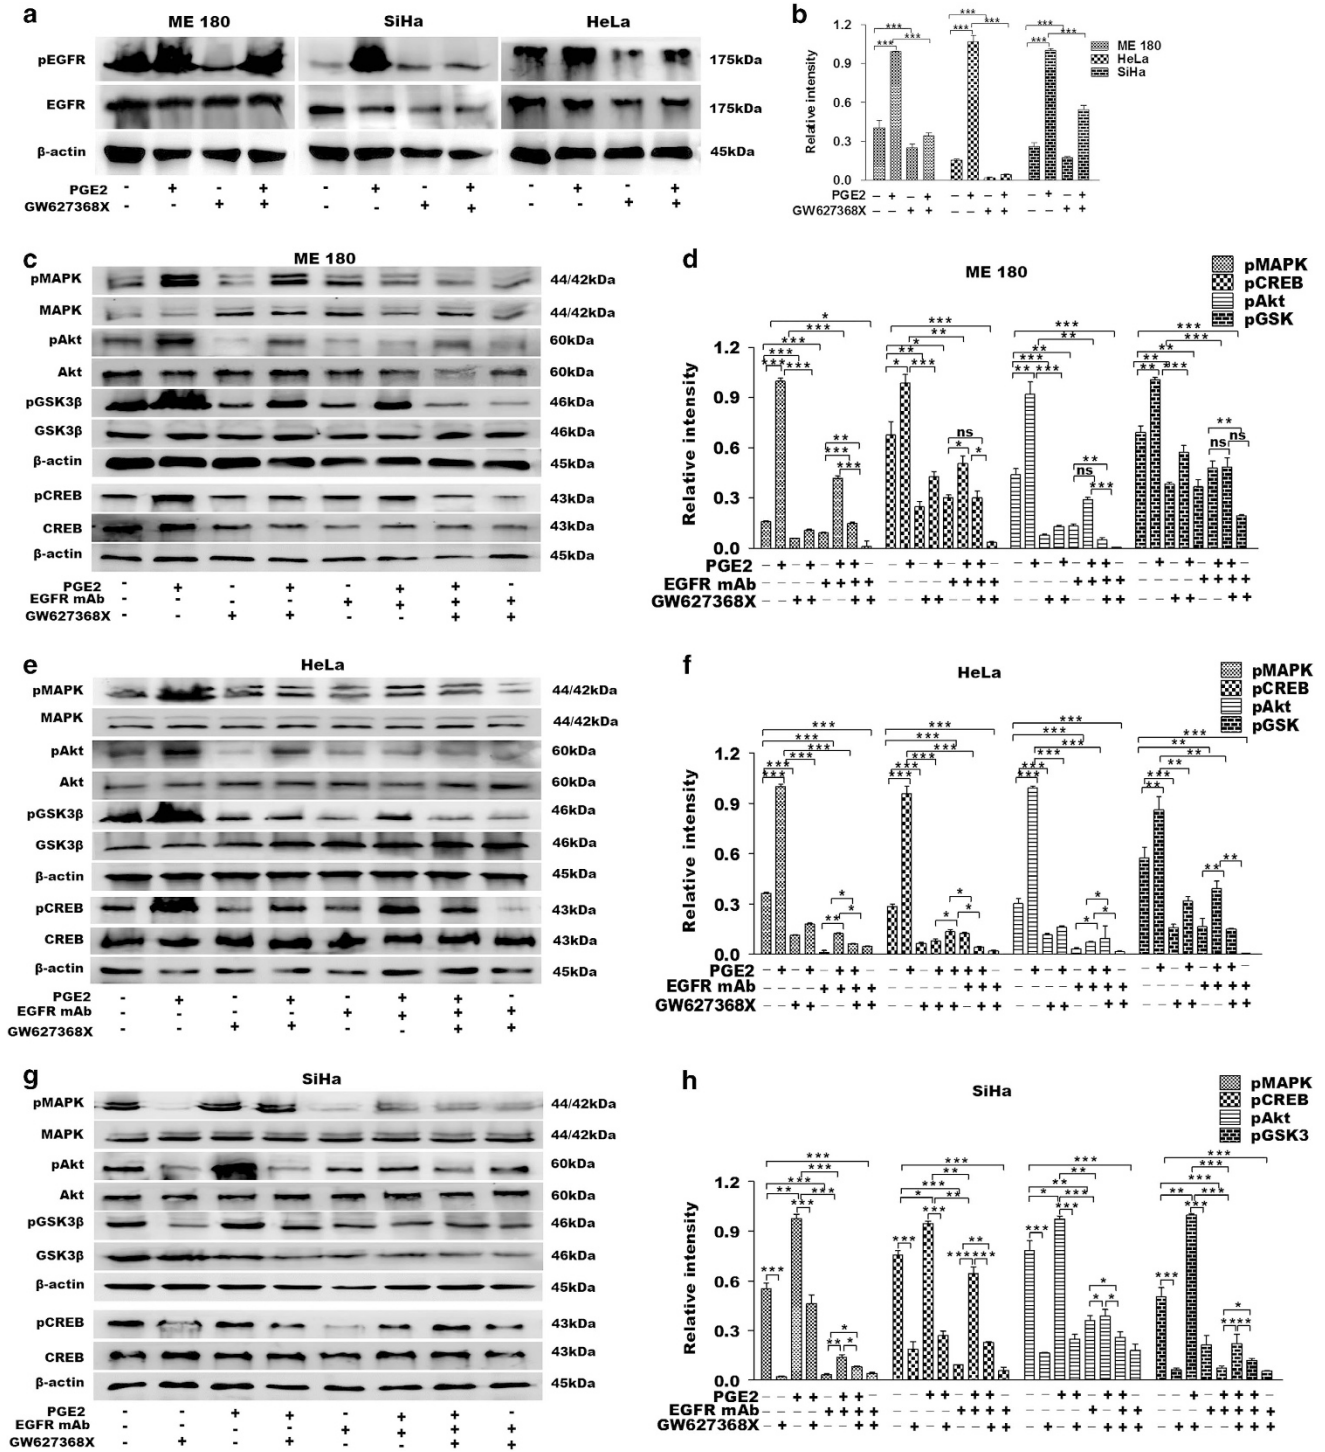 a
ME 180 SiHa HeLa
pEGFR 175kDa
EGFR 175kDa
β-actin 45kDa
PGE2 - + - + - + - + - + - +
GW627368X - - + + - - + + - - + +
b
1.2
0.9
0.6
0.3
0.0
Relative intensity
ME 180
HeLa
SiHa
*** *** *** *** *** *** *** *** ***
PGE2 – + – + – + – + – + – +
GW627368X – – + + – – + + – – + +
c
ME 180
pMAPK 44/42kDa
MAPK 44/42kDa
pAkt 60kDa
Akt 60kDa
pGSK3β 46kDa
GSK3β 46kDa
β-actin 45kDa
pCREB 43kDa
CREB 43kDa
β-actin 45kDa
PGE2 - + - + - + + -
EGFR mAb - - - - + + + +
GW627368X - - + + - - + +
d
ME 180
pMAPK
pCREB
pAkt
pGSK
1.2
0.9
0.6
0.3
0.0
Relative intensity
PGE2
EGFR mAb
GW627368X
e
HeLa
pMAPK 44/42kDa
MAPK 44/42kDa
pAkt 60kDa
Akt 60kDa
pGSK3β 46kDa
GSK3β 46kDa
β-actin 45kDa
pCREB 43kDa
CREB 43kDa
β-actin 45kDa
PGE2 - + - + - + + -
EGFR mAb - - - - + + + +
GW627368X - - + + - - + +
f
HeLa
pMAPK
pCREB
pAkt
pGSK
1.2
0.9
0.6
0.3
0.0
Relative intensity
PGE2
EGFR mAb
GW627368X
g
SiHa
pMAPK 44/42kDa
MAPK 44/42kDa
pAkt 60kDa
Akt 60kDa
pGSK3β 46kDa
GSK3β 46kDa
β-actin 45kDa
pCREB 43kDa
CREB 43kDa
β-actin 45kDa
PGE2 - - + + - + + -
EGFR mAb - - - - + + + +
GW627368X - + - + - - + +
h
SiHa
pMAPK
pCREB
pAkt
pGSK3
1.2
0.9
0.6
0.3
0.0
Relative intensity
PGE2
EGFR mAb
GW627368X